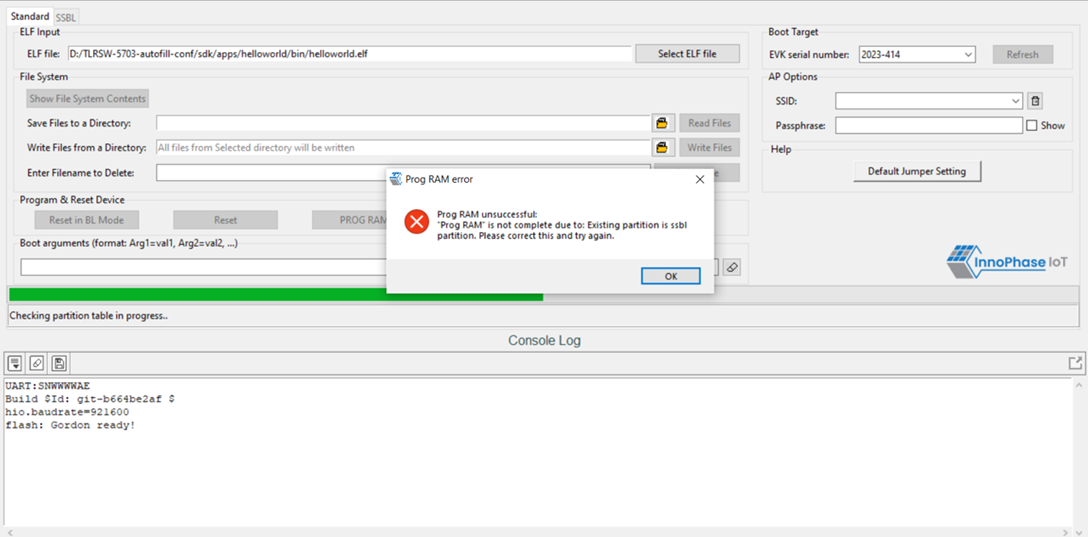 Standard SSBL
ELF Input
ELF file: D:/TLRSW-5703-autofill-conf/sdk/apps/helloworld/bin/helloworld.elf Select ELF file
Boot Target
EVK serial number: 2023-414 Refresh
File System
Show File System Contents
Save Files to a Directory: Read Files
Write Files from a Directory: All files from Selected directory will be written Write Files
Enter Filename to Delete:
AP Options
SSID:
Passphrase: Show
Help
Default Jumper Setting
Program & Reset Device
Reset in BL Mode Reset PROG RAM
Boot arguments (format: Arg1=val1, Arg2=val2, ...)
Prog RAM error
Prog RAM unsuccessful:
"Prog RAM" is not complete due to: Existing partition is ssbl
partition. Please correct this and try again.
OK
InnoPhase IoT
Checking partition table in progress..
Console Log
UART:SNWWWWAE
Build $Id: git-b664be2af $
hio.baudrate=921600
flash: Gordon ready!